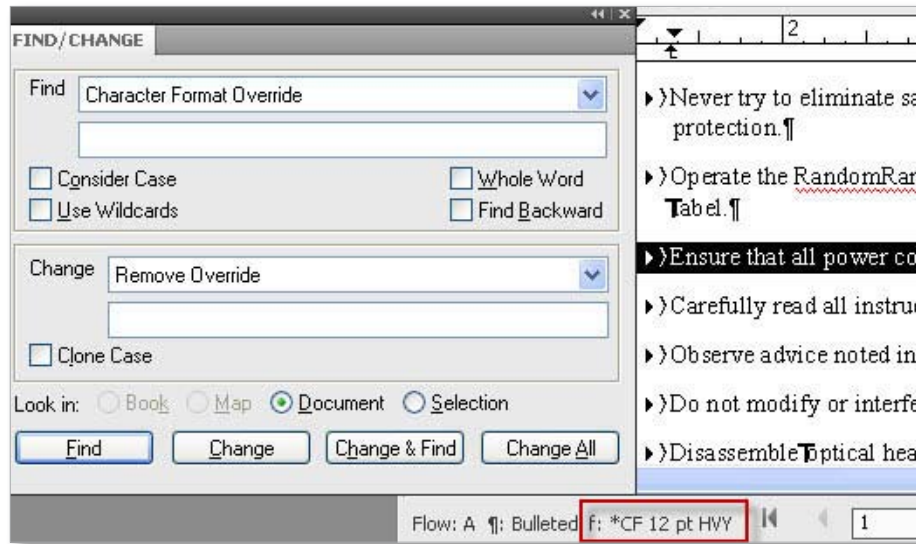 FIND/CHANGE
Find Character Format Override
Consider Case
Whole Word
Use Wildcards
Find Backward
Change Remove Override
Clone Case
Look in: Book Map Document Selection
Find Change Change & Find Change All
2
Never try to eliminate sa
protection.¶
Operate the RandomRan
Tabel.¶
Ensure that all power co
Carefully read all instruc
Observe advice noted in
Do not modify or interfe
Disassemble optical hea
Flow: A ¶: Bulleted f: *CF 12 pt HVY 1